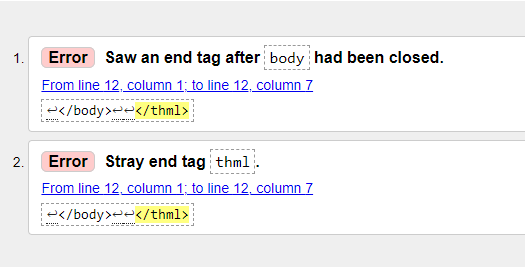 1. Error Saw an end tag after body had been closed.
From line 12, column 1; to line 12, column 7
↩</body>↩↩</thml>
2. Error Stray end tag thml.
From line 12, column 1; to line 12, column 7
↩</body>↩↩</thml>